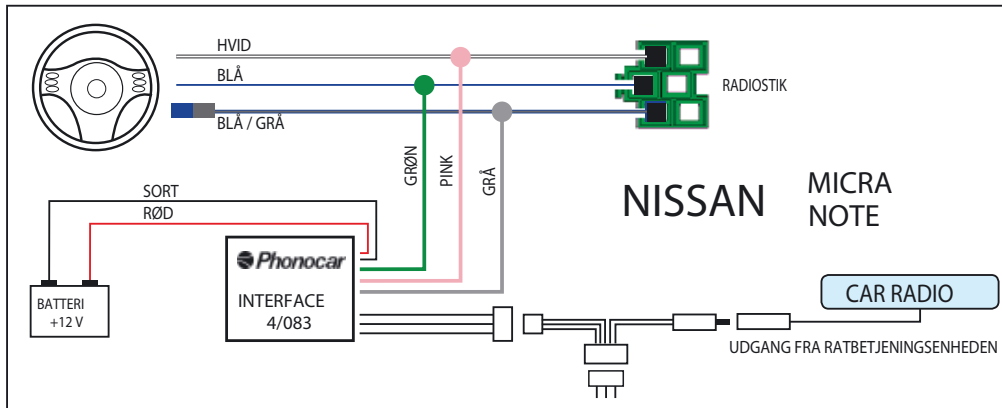 HVID
BLÅ
BLÅ / GRÅ
RADIOSTIK
GRØN
PINK
GRÅ
SORT
RØD
NISSAN
MICRA
NOTE
Phonocar
INTERFACE
4/083
BATTERI
+12 V
CAR RADIO
UDGANG FRA RATBETJENINGSENHEDEN